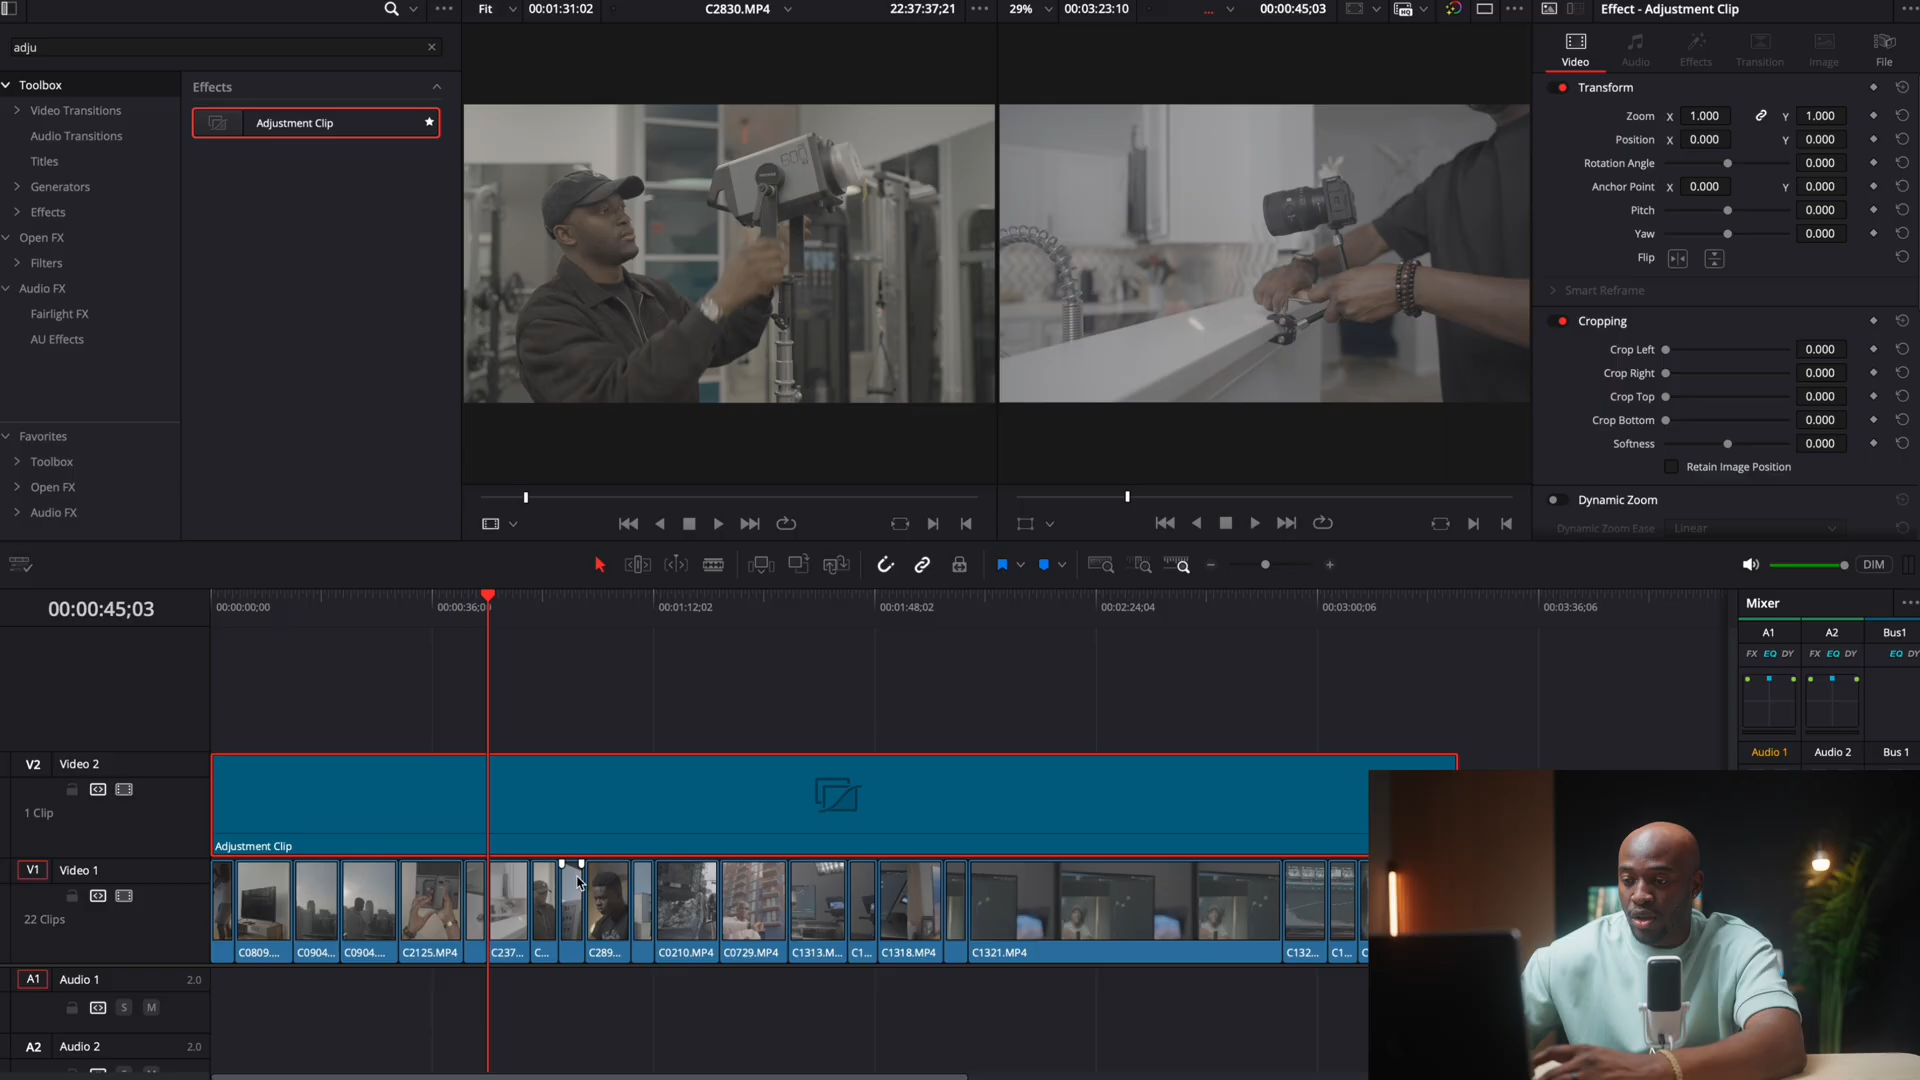 Fit 00:01:31:02 C2830.MP4 22:37:37;21
29% 00:03:23:10 00:00:45;03
Effect - Adjustment Clip
adju
Toolbox
Video Transitions
Audio Transitions
Titles
Generators
Effects
Open FX
Filters
Audio FX
Fairlight FX
AU Effects
Favorites
Toolbox
Open FX
Audio FX
Effects
Adjustment Clip
600
Video Audio Effects Transition Image File
Transform
Zoom X 1.000 Y 1.000
Position X 0.000 Y 0.000
Rotation Angle 0.000
Anchor Point X 0.000 Y 0.000
Pitch 0.000
Yaw 0.000
Flip
Smart Reframe
Cropping
Crop Left 0.000
Crop Right 0.000
Crop Top 0.000
Crop Bottom 0.000
Softness 0.000
Retain Image Position
Dynamic Zoom
Dynamic Zoom Ease Linear
DIM
00:00:45;03
00:00:00;00 00:00:36;0 00:01:12;02 00:01:48;02 00:02:24;04 00:03:00;06 00:03:36;06
Mixer
A1 A2 Bus1
FX EQ DY FX EQ DY EQ DY
Audio 1 Audio 2 Bus 1
V2 Video 2
1 Clip
Adjustment Clip
V1 Video 1
22 Clips
C0809... C0904... C0904.... C2125.MP4 C237... C... C289... C0210.MP4 C0729.MP4 C1313.M... C1... C1318.MP4 C1321.MP4 C132... C1...
A1 Audio 1 2.0
S M
A2 Audio 2 2.0